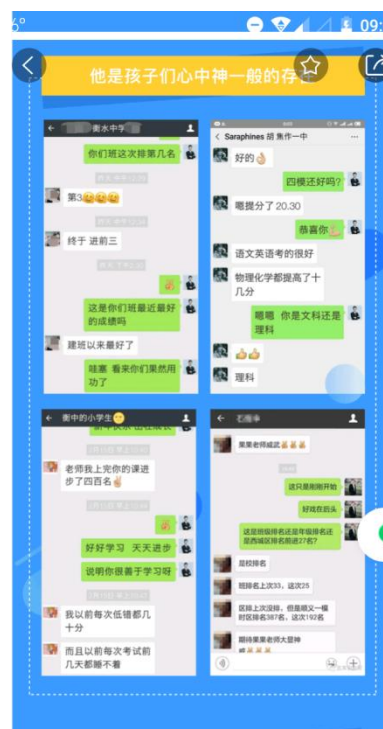 6°
09:
他是孩子们心中神一般的存在
衡水中学
你们班这次排第几名
第3
终于 进前三
这是你们班最近最好
的成绩吗
建班以来最好了
哇塞 看来你们果然用
功了
Saraphines 胡 焦作一中
好的
四模还好吗?
嗯提分了 20.30
恭喜你
语文英语考的很好
物理化学都提高了十
几分
嗯嗯 你是文科还是
理科
理科
衡中的小学生
老师我上完你的课进
步了四百名
好好学习 天天进步
说明你很善于学习呀
我以前每次低错都几
十分
而且以前每次考试前
几天都睡不着
果果老师威武
这只是刚刚开始
好戏在后头
这是班级排名还是年级排名还
是西城区排名前进27名?
是校排名
班排名上次33，这次25
区排上次没排，但是顺义一模
时区排名387名，这次192名
期待果果老师大显神
威